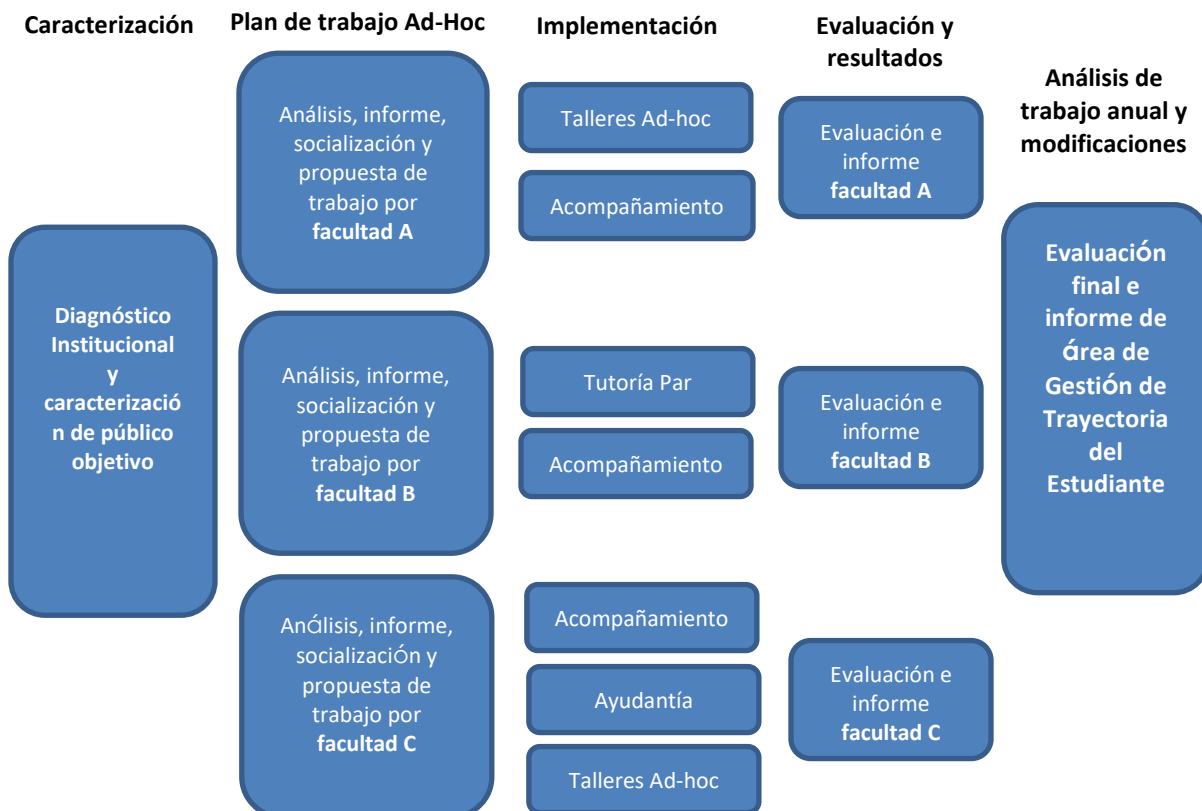 Caracterización
Plan de trabajo Ad-Hoc
Implementación
Evaluación y
resultados
Análisis de
trabajo anual y
modificaciones
Diagnóstico
Institucional
y
caracterizació
n de público
objetivo
Análisis, informe,
socialización y
propuesta de
trabajo por
facultad A
Talleres Ad-hoc
Acompañamiento
Evaluación e
informe
facultad A
Análisis, informe,
socialización y
propuesta de
trabajo por
facultad B
Tutoría Par
Acompañamiento
Evaluación e
informe
facultad B
Análisis, informe,
socialización y
propuesta de
trabajo por
facultad C
Acompañamiento
Ayudantía
Talleres Ad-hoc
Evaluación e
informe
facultad C
Evaluación
final e
informe de
área de
Gestión de
Trayectoria
del
Estudiante